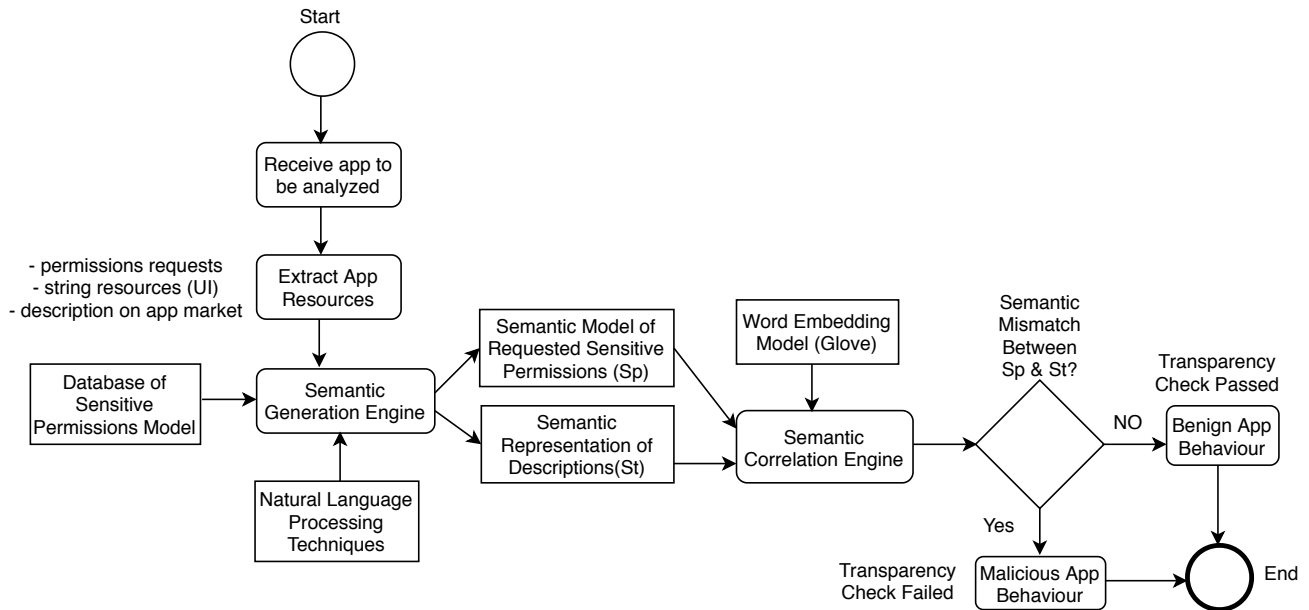 Start
Receive app to
be analyzed
- permissions requests
- string resources (UI)
- description on app market
Extract App
Resources
Database of
Sensitive
Permissions Model
Semantic
Generation Engine
Natural Language
Processing
Techniques
Semantic Model of
Requested Sensitive
Permissions (Sp)
Semantic
Representation of
Descriptions(St)
Word Embedding
Model (Glove)
Semantic
Correlation Engine
Semantic
Mismatch
Between
Sp & St?
NO
Transparency
Check Passed
Benign App
Behaviour
Yes
Transparency
Check Failed
Malicious App
Behaviour
End